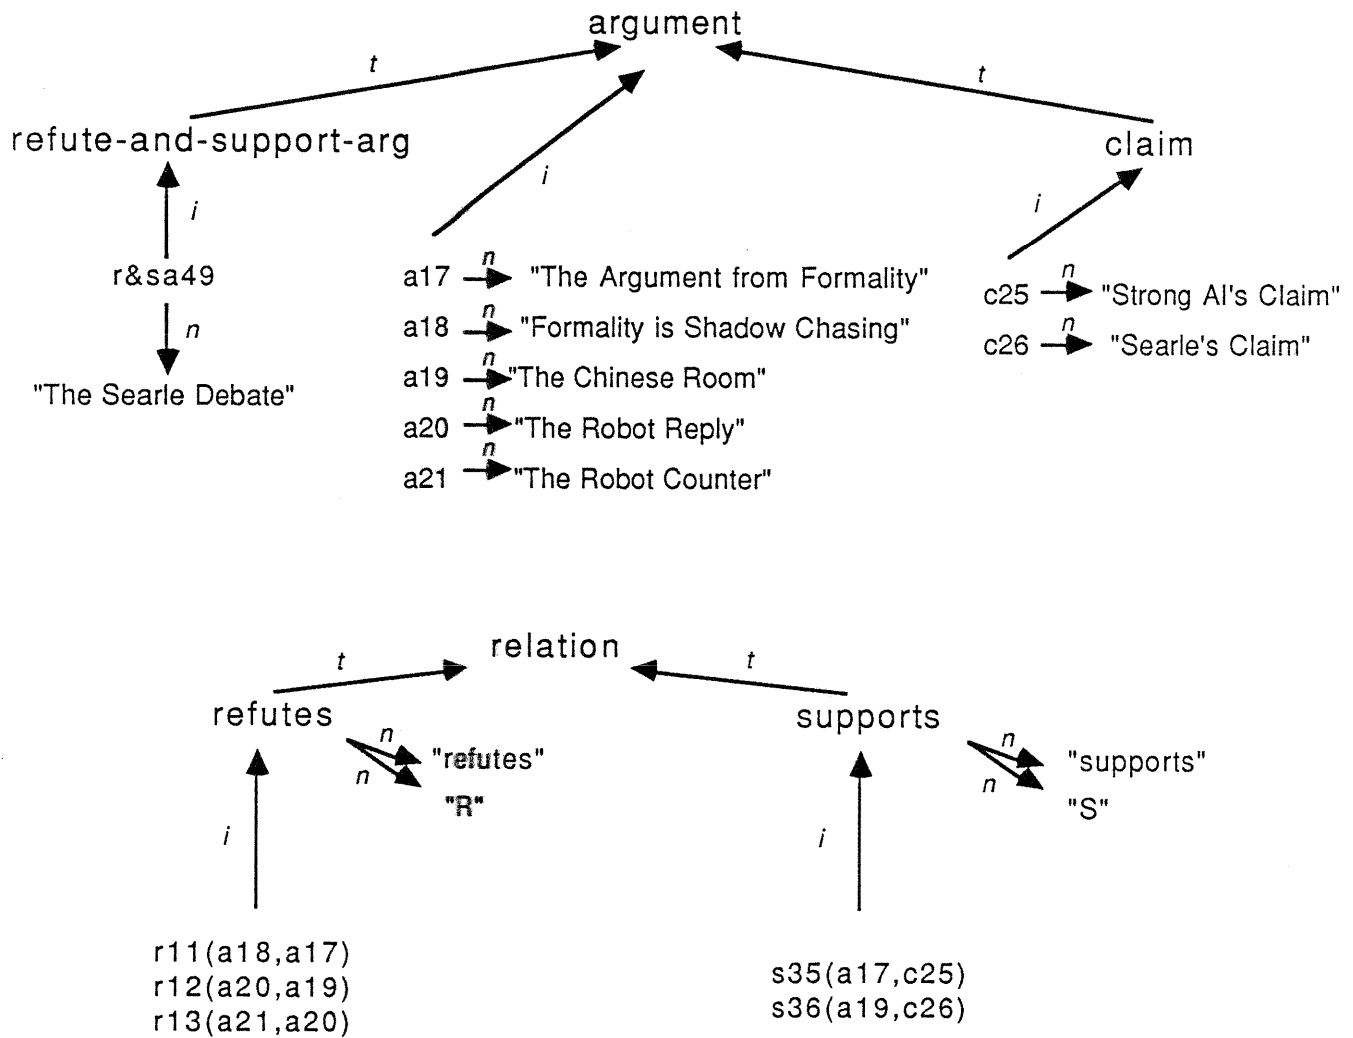 argument
t
t
refute-and-support-arg
claim
i
i
i
r&sa49
n
"The Searle Debate"
a17 n "The Argument from Formality"
a18 n "Formality is Shadow Chasing"
a19 n "The Chinese Room"
a20 n "The Robot Reply"
a21 n "The Robot Counter"
c25 n "Strong AI's Claim"
c26 n "Searle's Claim"
relation
t
t
refutes
supports
n "refutes"
n "R"
n "supports"
n "S"
i
i
r11(a18,a17)
r12(a20,a19)
r13(a21,a20)
s35(a17,c25)
s36(a19,c26)